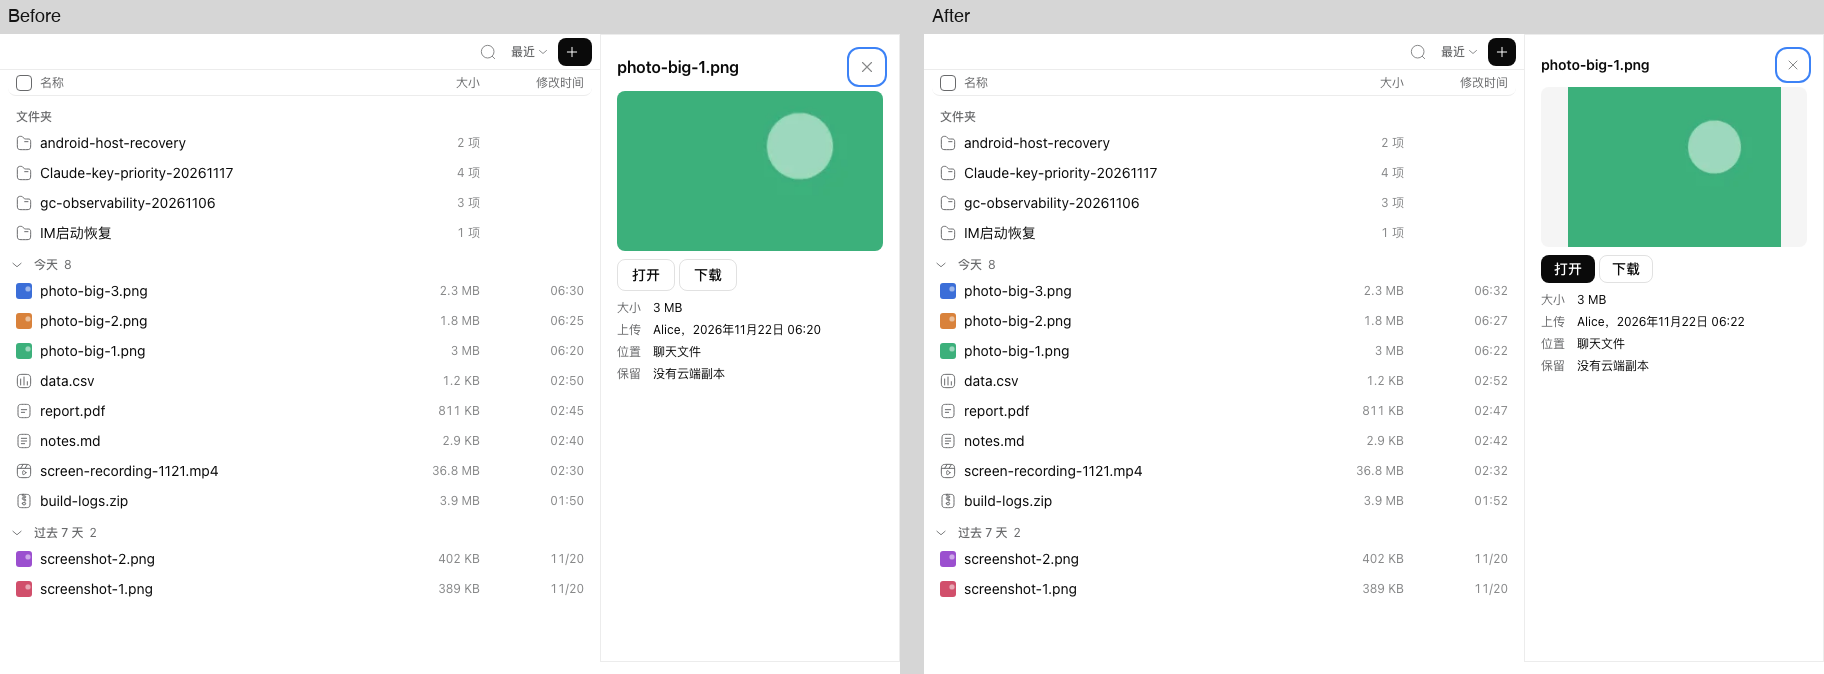 Before
最近
名称 大小 修改时间
文件夹
android-host-recovery 2 项
Claude-key-priority-20261117 4 项
gc-observability-20261106 3 项
IM启动恢复 1 项
今天 8
photo-big-3.png 2.3 MB 06:30
photo-big-2.png 1.8 MB 06:25
photo-big-1.png 3 MB 06:20
data.csv 1.2 KB 02:50
report.pdf 811 KB 02:45
notes.md 2.9 KB 02:40
screen-recording-1121.mp4 36.8 MB 02:30
build-logs.zip 3.9 MB 01:50
过去 7 天 2
screenshot-2.png 402 KB 11/20
screenshot-1.png 389 KB 11/20
photo-big-1.png
打开 下载
大小 3 MB
上传 Alice，2026年11月22日 06:20
位置 聊天文件
保留 没有云端副本
After
最近
名称 大小 修改时间
文件夹
android-host-recovery 2 项
Claude-key-priority-20261117 4 项
gc-observability-20261106 3 项
IM启动恢复 1 项
今天 8
photo-big-3.png 2.3 MB 06:32
photo-big-2.png 1.8 MB 06:27
photo-big-1.png 3 MB 06:22
data.csv 1.2 KB 02:52
report.pdf 811 KB 02:47
notes.md 2.9 KB 02:42
screen-recording-1121.mp4 36.8 MB 02:32
build-logs.zip 3.9 MB 01:52
过去 7 天 2
screenshot-2.png 402 KB 11/20
screenshot-1.png 389 KB 11/20
photo-big-1.png
打开 下载
大小 3 MB
上传 Alice，2026年11月22日 06:22
位置 聊天文件
保留 没有云端副本